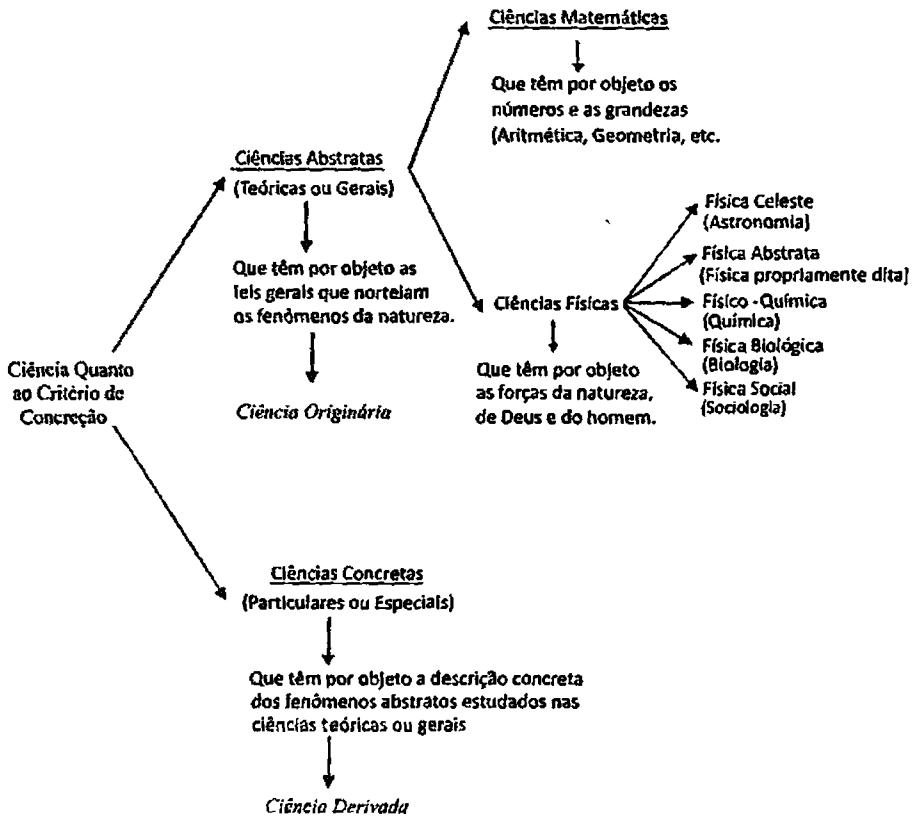 Ciências Matemáticas
Que têm por objeto os
números e as grandezas
(Aritmética, Geometria, etc.
Ciências Abstratas
(Teóricas ou Gerais)
Que têm por objeto as
leis gerais que norteiam
os fenômenos da natureza.
Ciência Originária
Física Celeste
(Astronomia)
Física Abstrata
(Física propriamente dita)
Físico - Química
(Química)
Física Biológica
(Biologia)
Física Social
(Sociologia)
Ciências Físicas
Que têm por objeto
as forças da natureza,
de Deus e do homem.
Ciência Quanto
ao Critério de
Concreção
Ciências Concretas
(Particulares ou Especiais)
Que têm por objeto a descrição concreta
dos fenômenos abstratos estudados nas
ciências teóricas ou gerais
Ciência Derivada